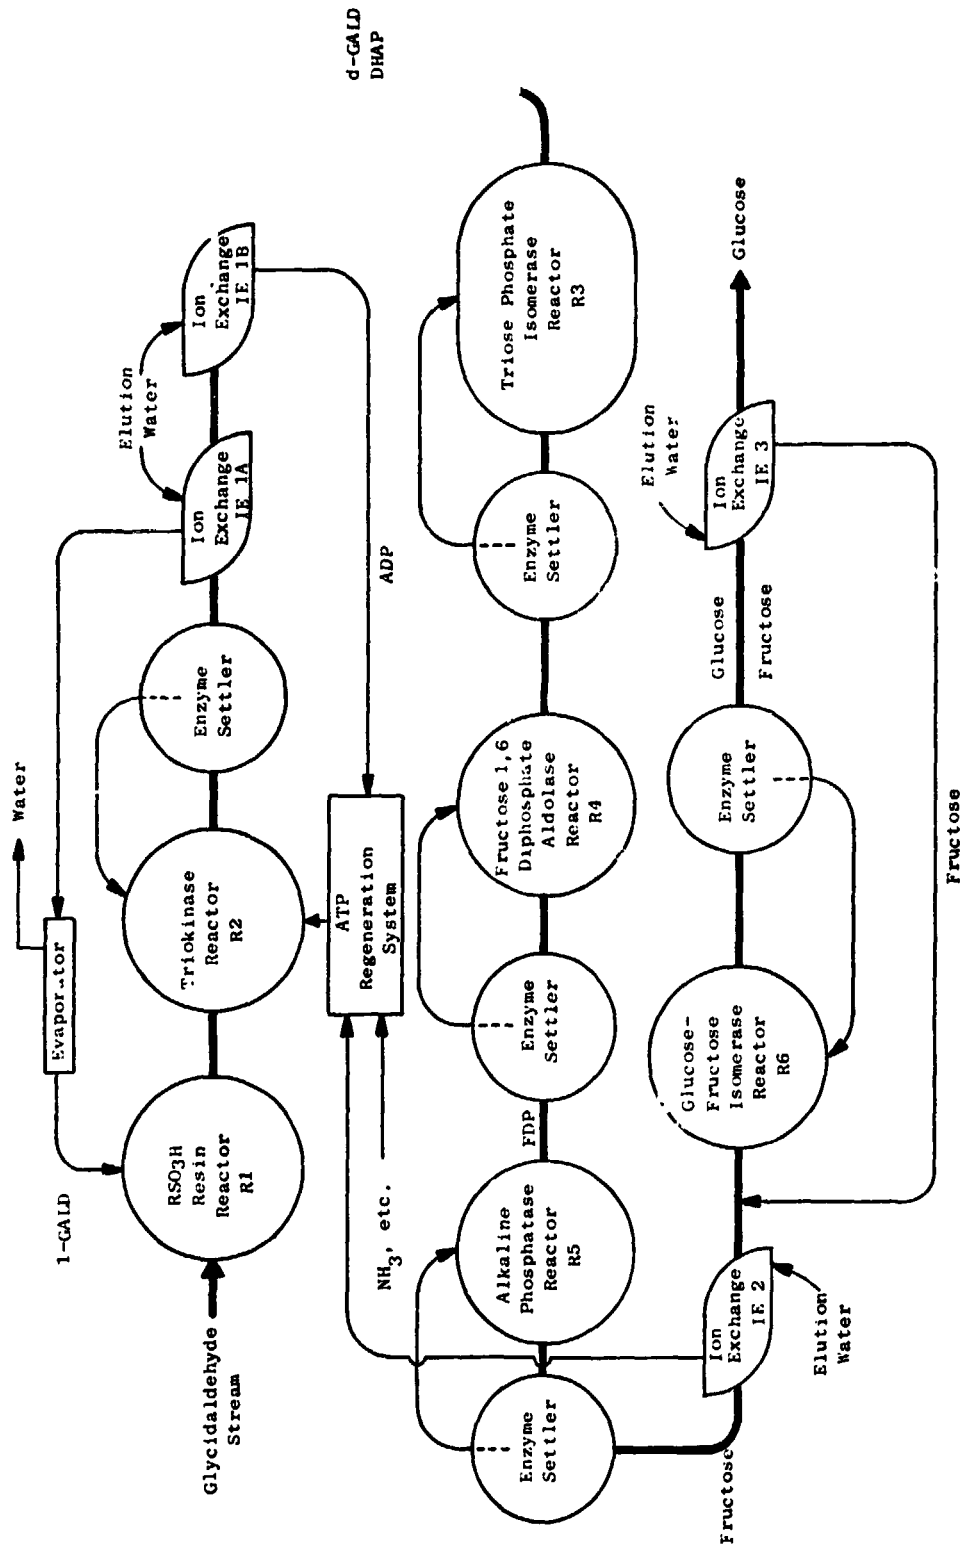 Glycidaldehyde
Stream
1-GALD
RSO3H
Resin
Reactor
R1
Evaporator
Water
Triokinase
Reactor
R2
Enzyme
Settler
Ion
Exchange
IE 1A
Elution
Water
Ion
Exchange
IE 1B
d-GALD
DHAP
NH3, etc.
ATP
Regeneration
System
ADP
Enzyme
Settler
Alkaline
Phosphatase
Reactor
R5
FDP
Enzyme
Settler
Fructose 1,6
Diphosphate
Aldolase
Reactor
R4
Enzyme
Settler
Triose Phosphate
Isomerase
Reactor
R3
Fructose
Ion
Exchange
IE 2
Elution
Water
Glucose-
Fructose
Isomerase
Reactor
R6
Enzyme
Settler
Glucose
Fructose
Elution
Water
Ion
Exchange
IE 3
Glucose
Fructose